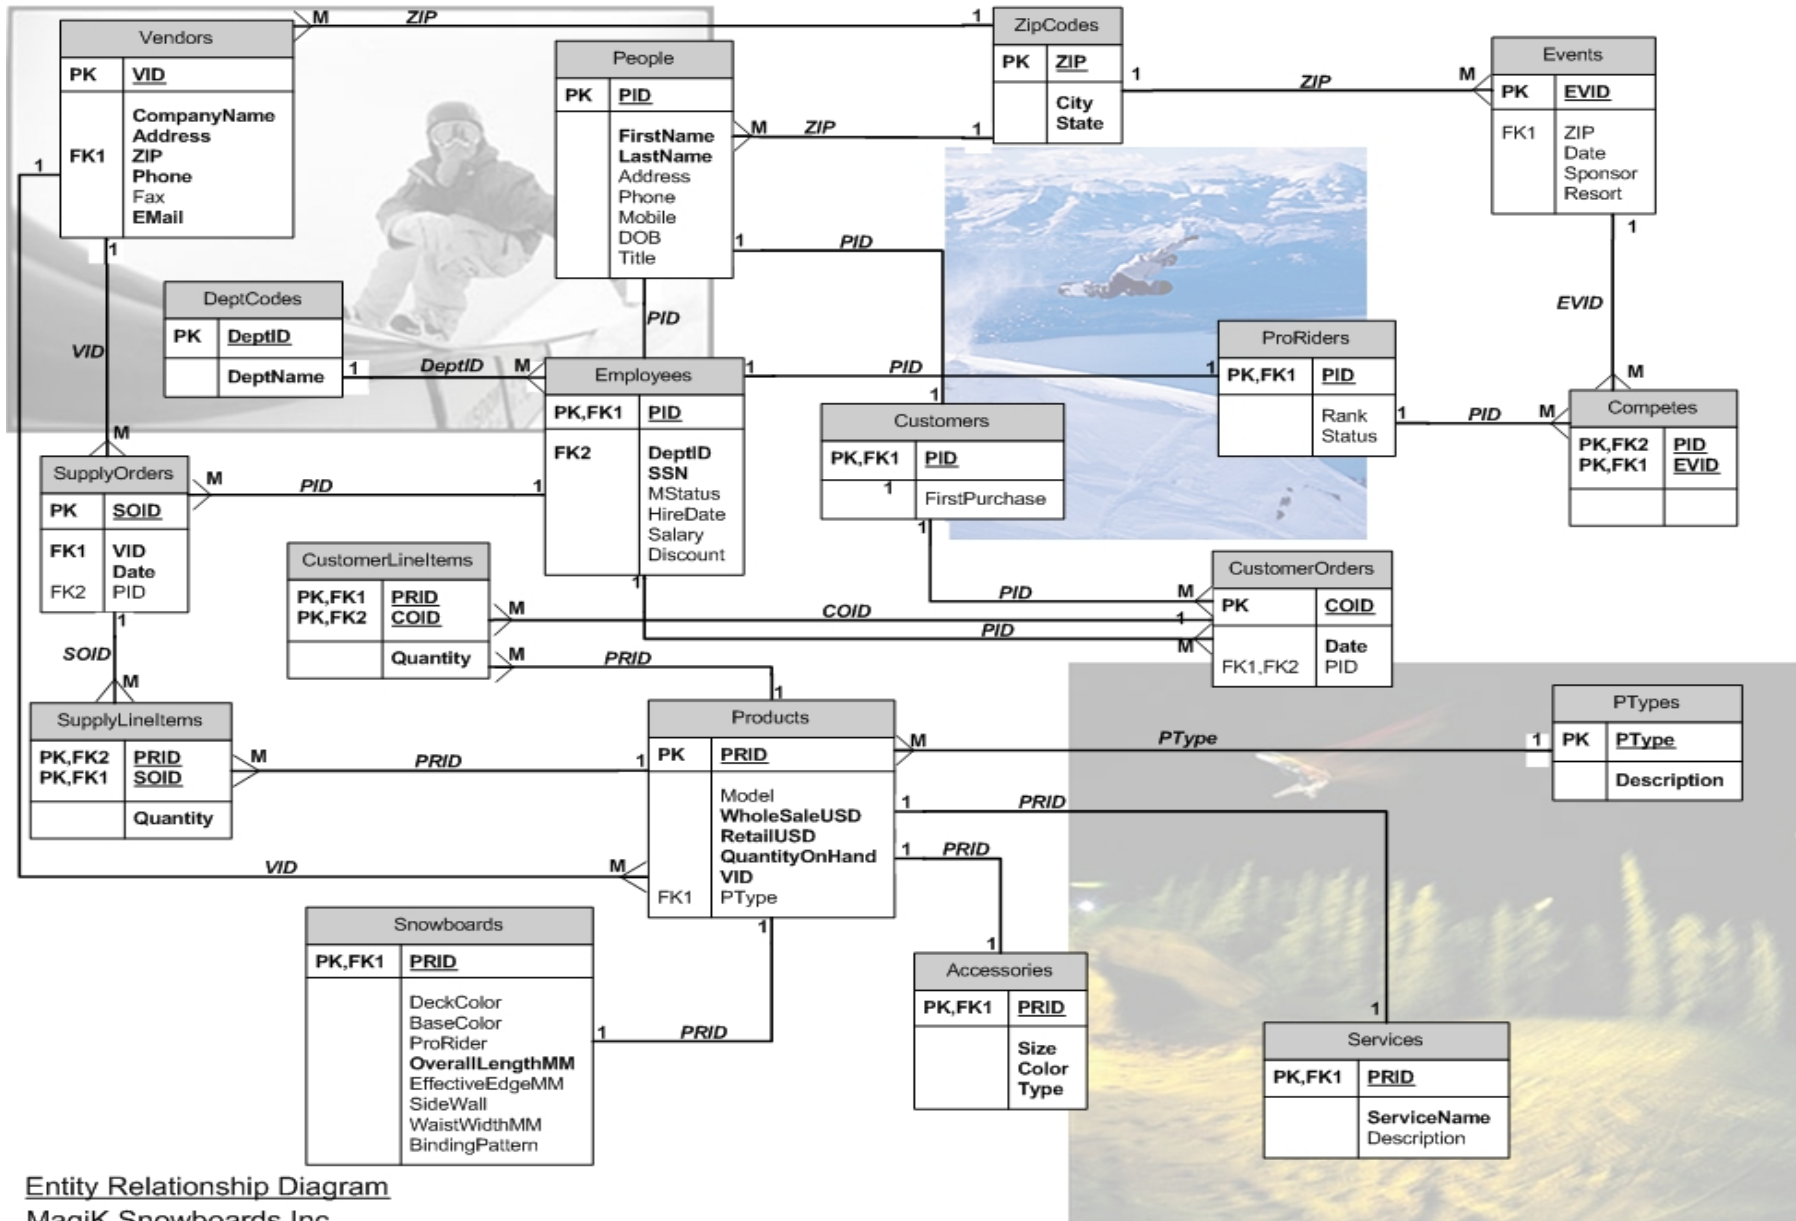 Vendors
PK VID
CompanyName
Address
FK1 ZIP
Phone
Fax
EMail
M ZIP 1
People
PK PID
FirstName
LastName
Address
Phone
Mobile
DOB
Title
M ZIP 1
ZipCodes
PK ZIP
City
State
1 ZIP M
Events
PK EVID
FK1 ZIP
Date
Sponsor
Resort
1
1
1 PID
1
EVID
M
VID
M
DeptCodes
PK DeptID
DeptName
1 DeptID M
PID
Employees
PK,FK1 PID
FK2 DeptID
SSN
MStatus
HireDate
Salary
Discount
1 PID 1
1
Customers
PK,FK1 PID
1 FirstPurchase
1
ProRiders
PK,FK1 PID
Rank
Status
1 PID M
Competes
PK,FK2 PID
PK,FK1 EVID
SupplyOrders
PK SOID
FK1 VID
Date
FK2 PID
M PID 1
1
SOID
M
CustomerLineItems
PK,FK1 PRID
PK,FK2 COID
Quantity
1
PID M
M COID 1
PID M
M PRID
1
CustomerOrders
PK COID
Date
FK1,FK2 PID
SupplyLineItems
PK,FK2 PRID
PK,FK1 SOID
Quantity
M PRID 1
Products
PK PRID
Model
WholeSaleUSD
RetailUSD
QuantityOnHand
VID
FK1 PType
M PType 1
PTypes
PK PType
Description
1 PRID
1
1 PRID
1
VID M
1
Snowboards
PK,FK1 PRID
DeckColor
BaseColor
ProRider
OverallLengthMM
EffectiveEdgeMM
SideWall
WaistWidthMM
BindingPattern
1 PRID
Accessories
PK,FK1 PRID
Size
Color
Type
Services
PK,FK1 PRID
ServiceName
Description
Entity Relationship Diagram
MagiK Snowboards Inc